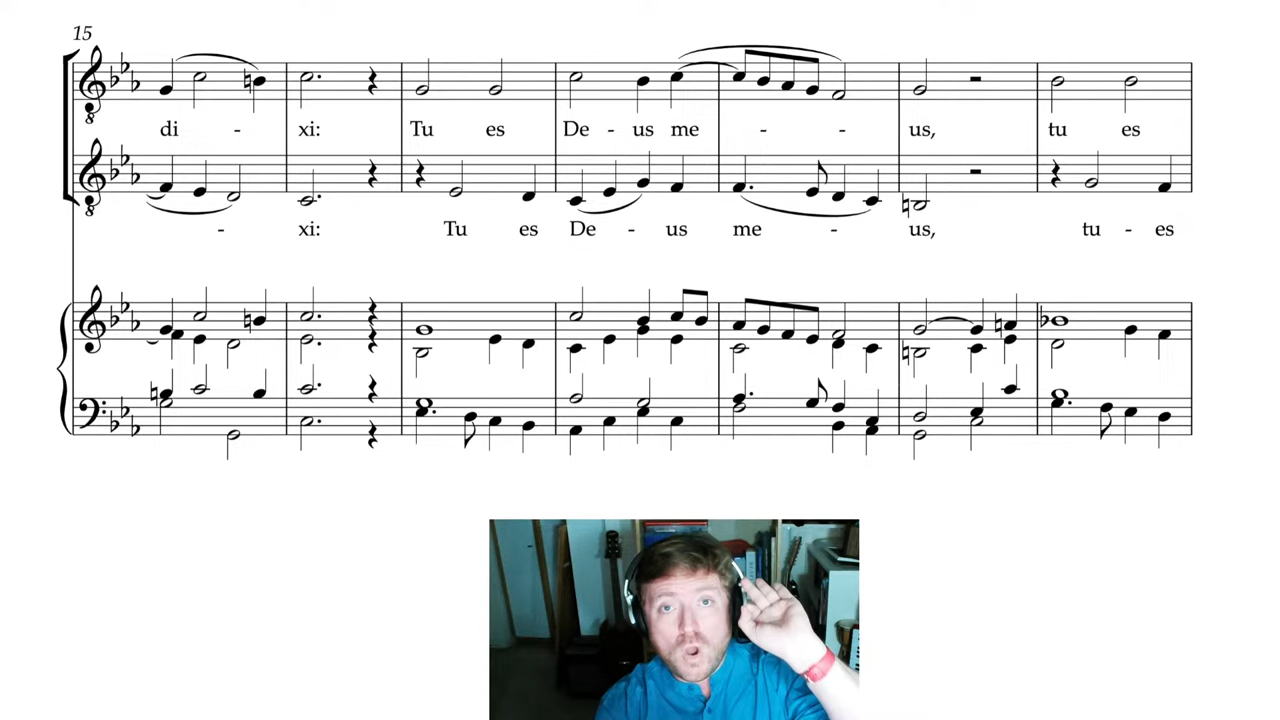 15
di - xi: Tu es De - us me - - us, tu es
- xi: Tu es De - us me - us, tu - es